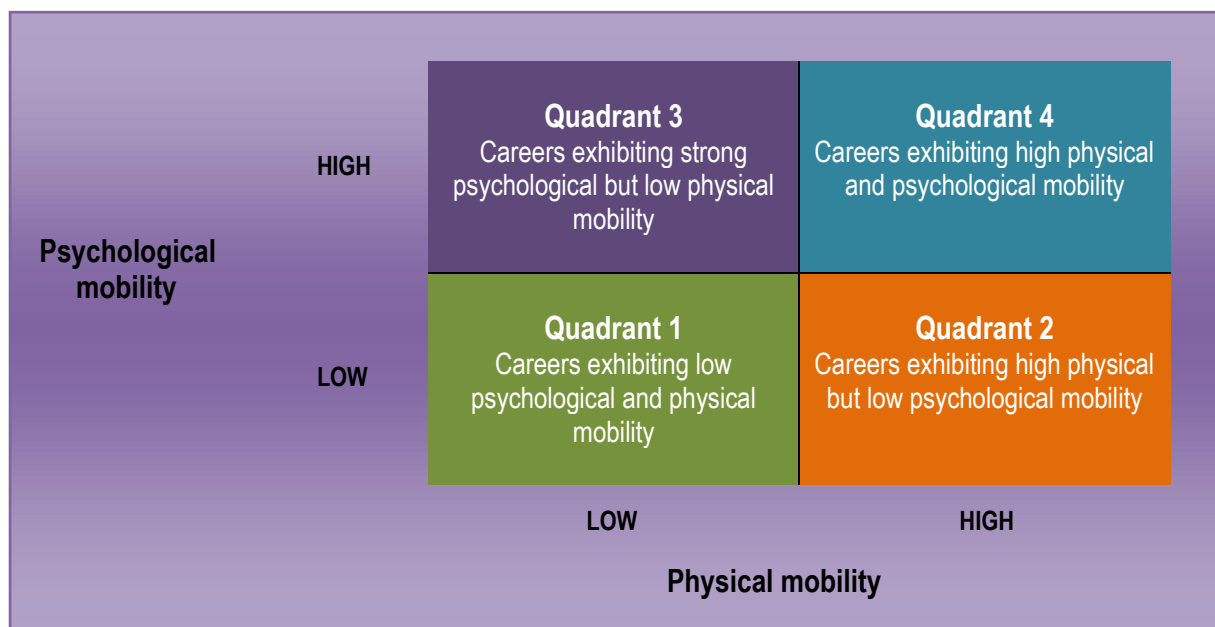 Psychological
mobility
HIGH
LOW
Quadrant 3
Careers exhibiting strong
psychological but low physical
mobility
Quadrant 4
Careers exhibiting high physical
and psychological mobility
Quadrant 1
Careers exhibiting low
psychological and physical
mobility
Quadrant 2
Careers exhibiting high physical
but low psychological mobility
LOW
HIGH
Physical mobility